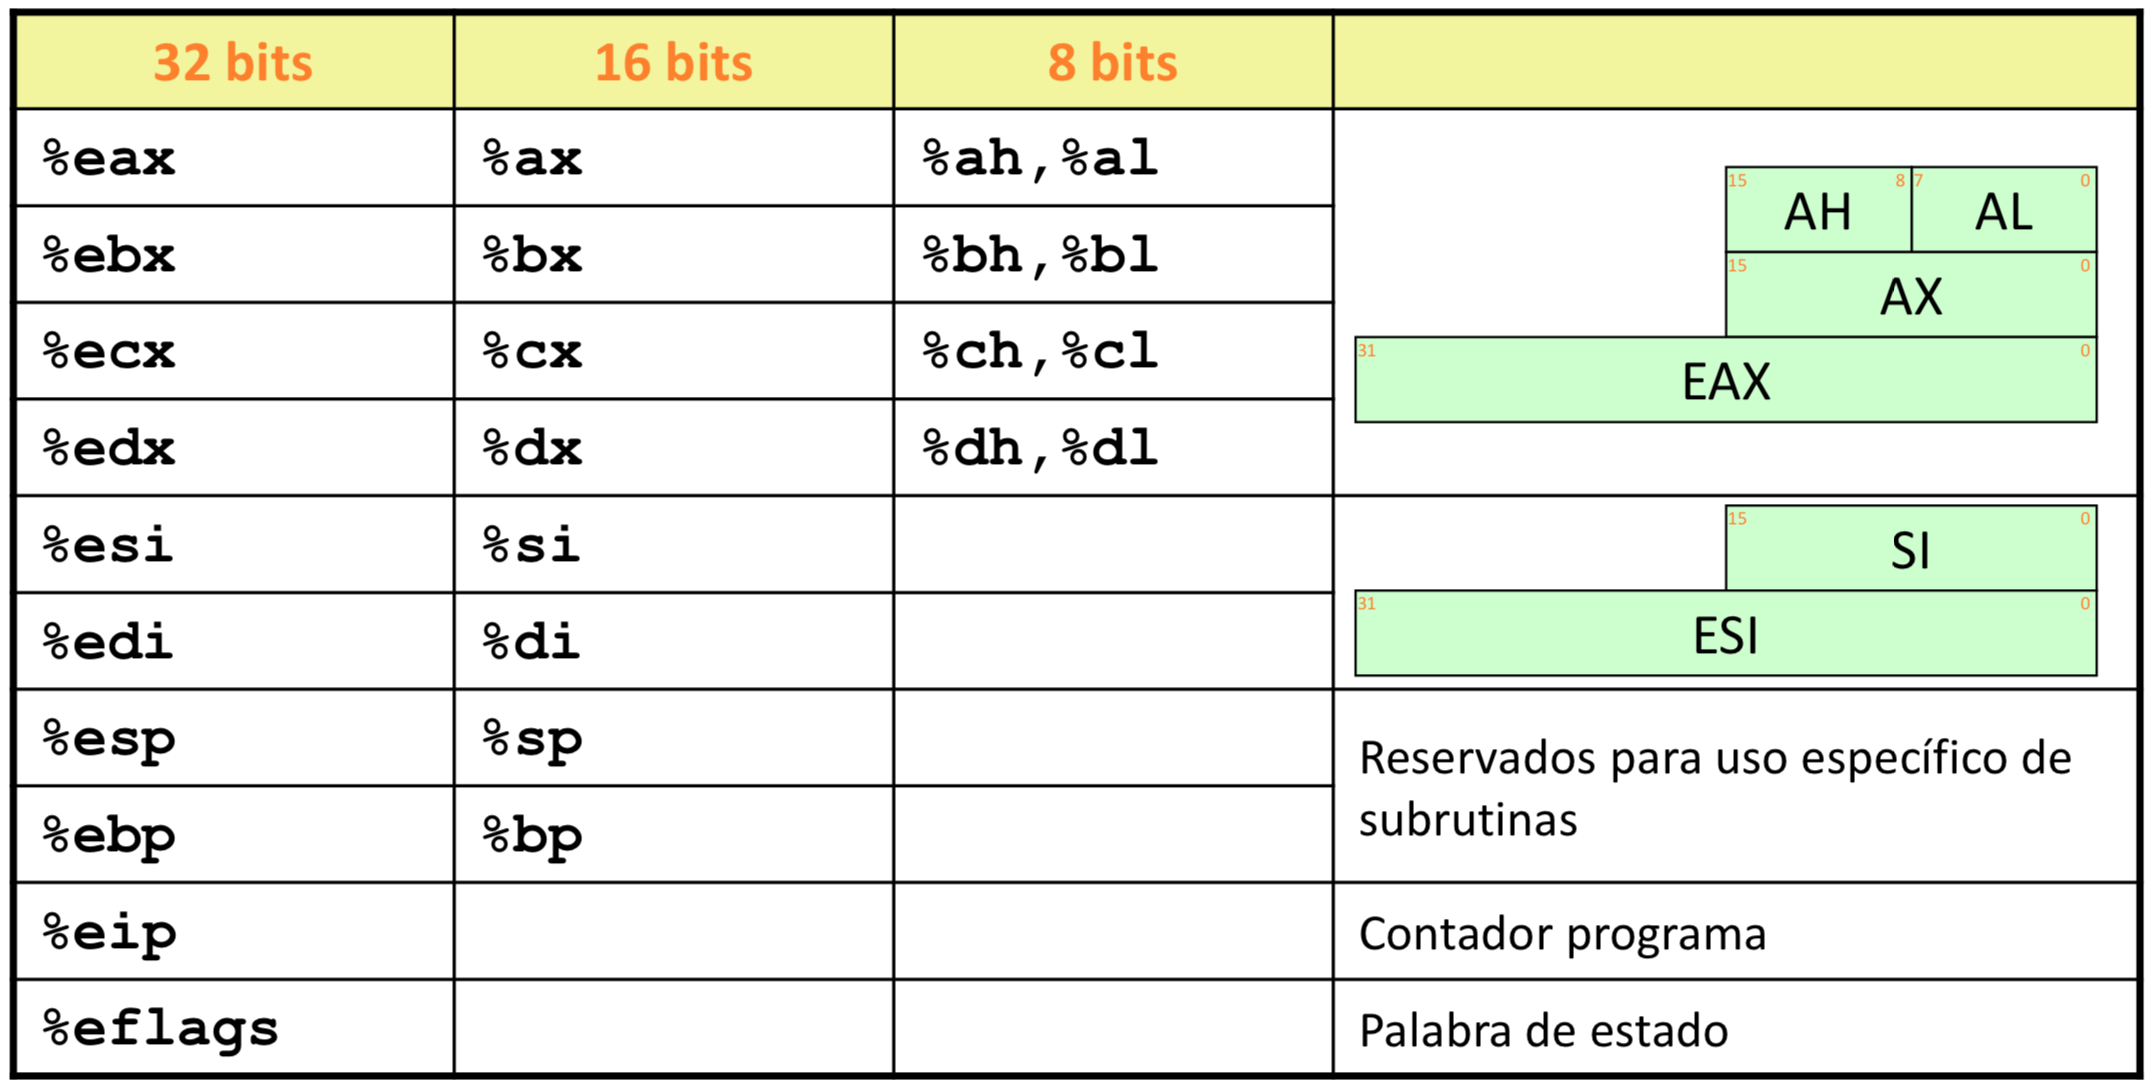 32 bits 16 bits 8 bits
%eax %ax %ah,%al
15 8 7 0
AH AL
%ebx %bx %bh,%bl
15 0
AX
%ecx %cx %ch,%cl
31 0
EAX
%edx %dx %dh,%dl
%esi %si
15 0
SI
%edi %di
31 0
ESI
%esp %sp
Reservados para uso específico de
subrutinas
%ebp %bp
%eip Contador programa
%eflags Palabra de estado